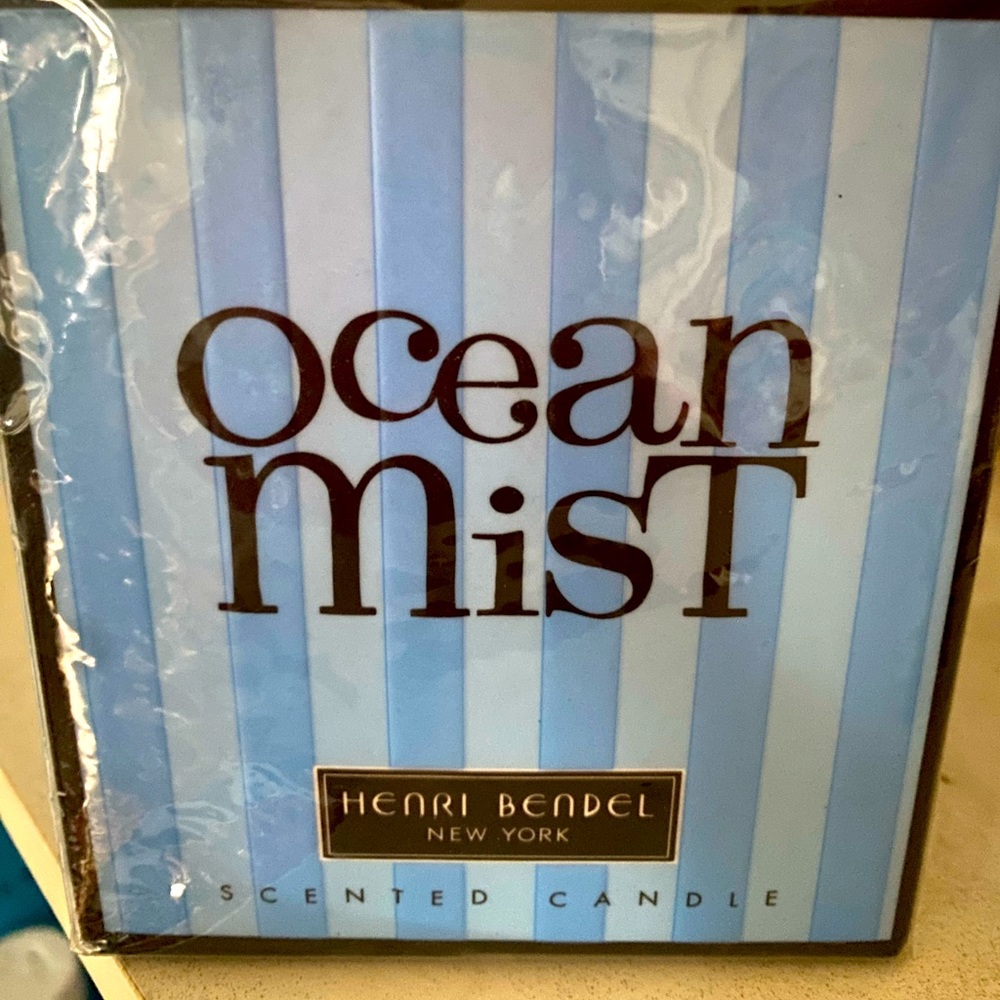 ocean
misT
HENRI BENDEL
NEW YORK
SCENTED CANDLE